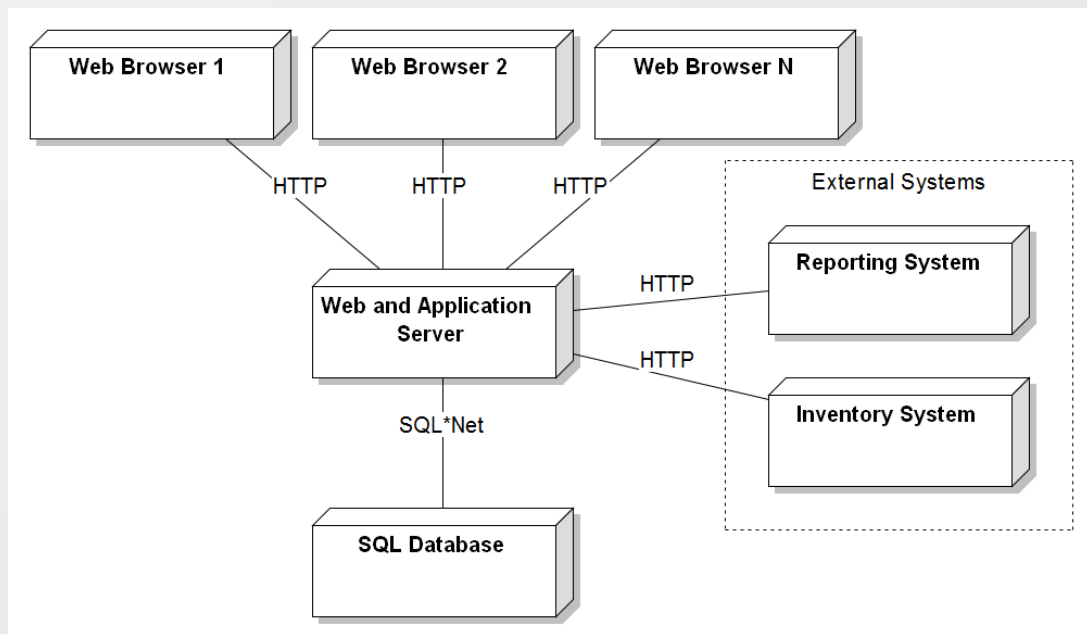 Web Browser 1
Web Browser 2
Web Browser N
HTTP
HTTP
HTTP
External Systems
Reporting System
HTTP
Web and Application
Server
HTTP
Inventory System
SQL*Net
SQL Database